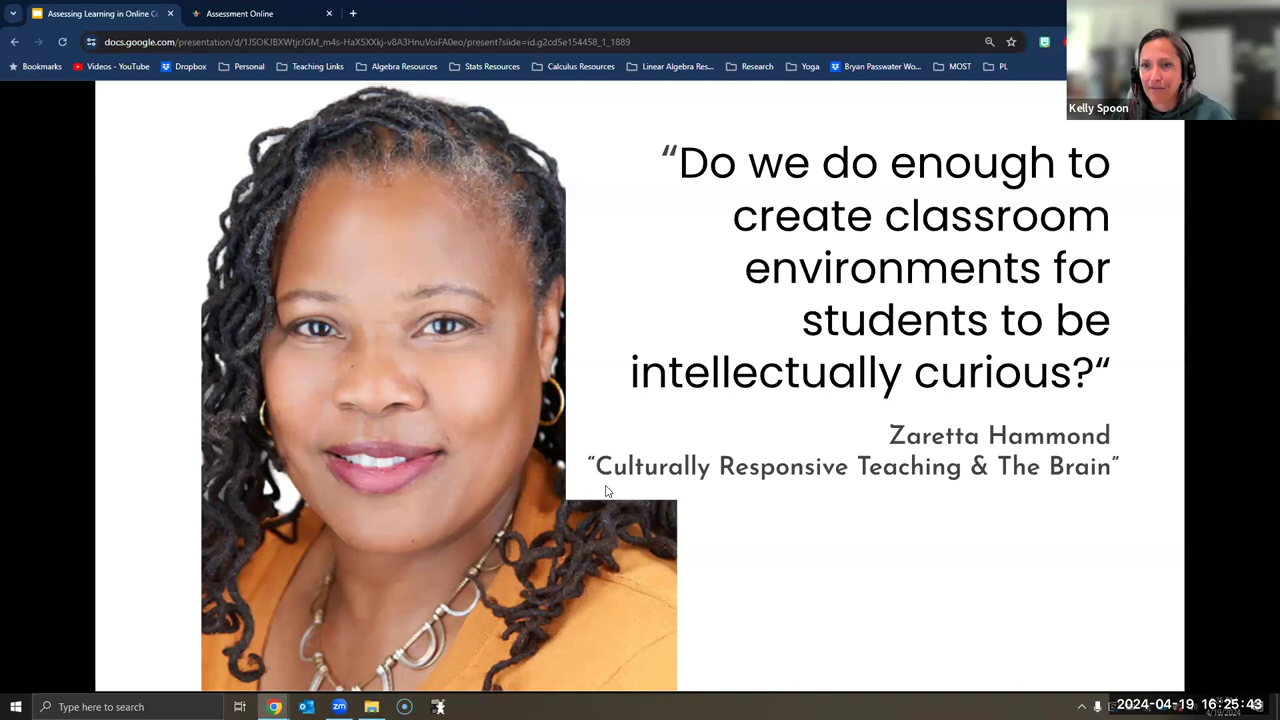 Assessing Learning in Online Co
Assessment Online
docs.google.com/presentation/d/1JSOKJBXWtjrJGM_m4s-HaX5XXkj-v8A3HnuVoiFA0eo/present?slide=id.g2cd5e154458_1_1889
Bookmarks
Videos - YouTube
Dropbox
Personal
Teaching Links
Algebra Resources
Stats Resources
Calculus Resources
Linear Algebra Res...
Research
Yoga
Bryan Passwater Wo...
MOST
PL
Kelly Spoon
“Do we do enough to
create classroom
environments for
students to be
intellectually curious?“
Zaretta Hammond
“Culturally Responsive Teaching & The Brain”
Type here to search
zm
2024-04-19 16:25:43